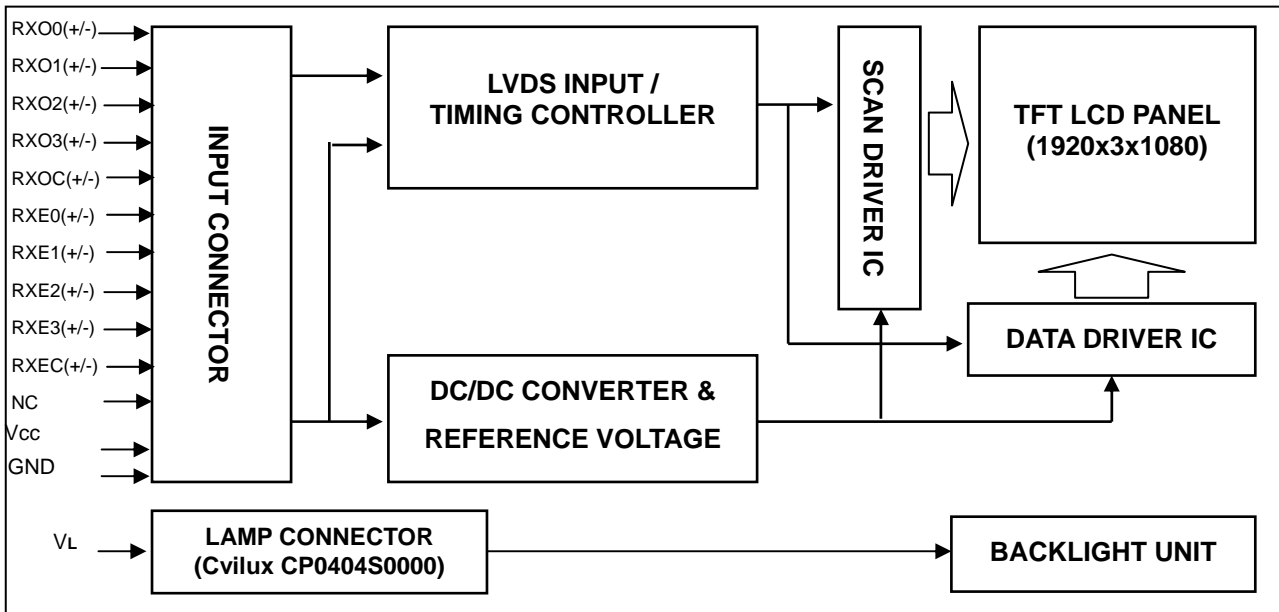 RXO0(+/-)
RXO1(+/-)
RXO2(+/-)
RXO3(+/-)
RXOC(+/-)
RXE0(+/-)
RXE1(+/-)
RXE2(+/-)
RXE3(+/-)
RXEC(+/-)
NC
Vcc
GND
INPUT CONNECTOR
LVDS INPUT /
TIMING CONTROLLER
SCAN DRIVER IC
TFT LCD PANEL
(1920x3x1080)
DATA DRIVER IC
DC/DC CONVERTER &
REFERENCE VOLTAGE
VL
LAMP CONNECTOR
(Cvilux CP0404S0000)
BACKLIGHT UNIT